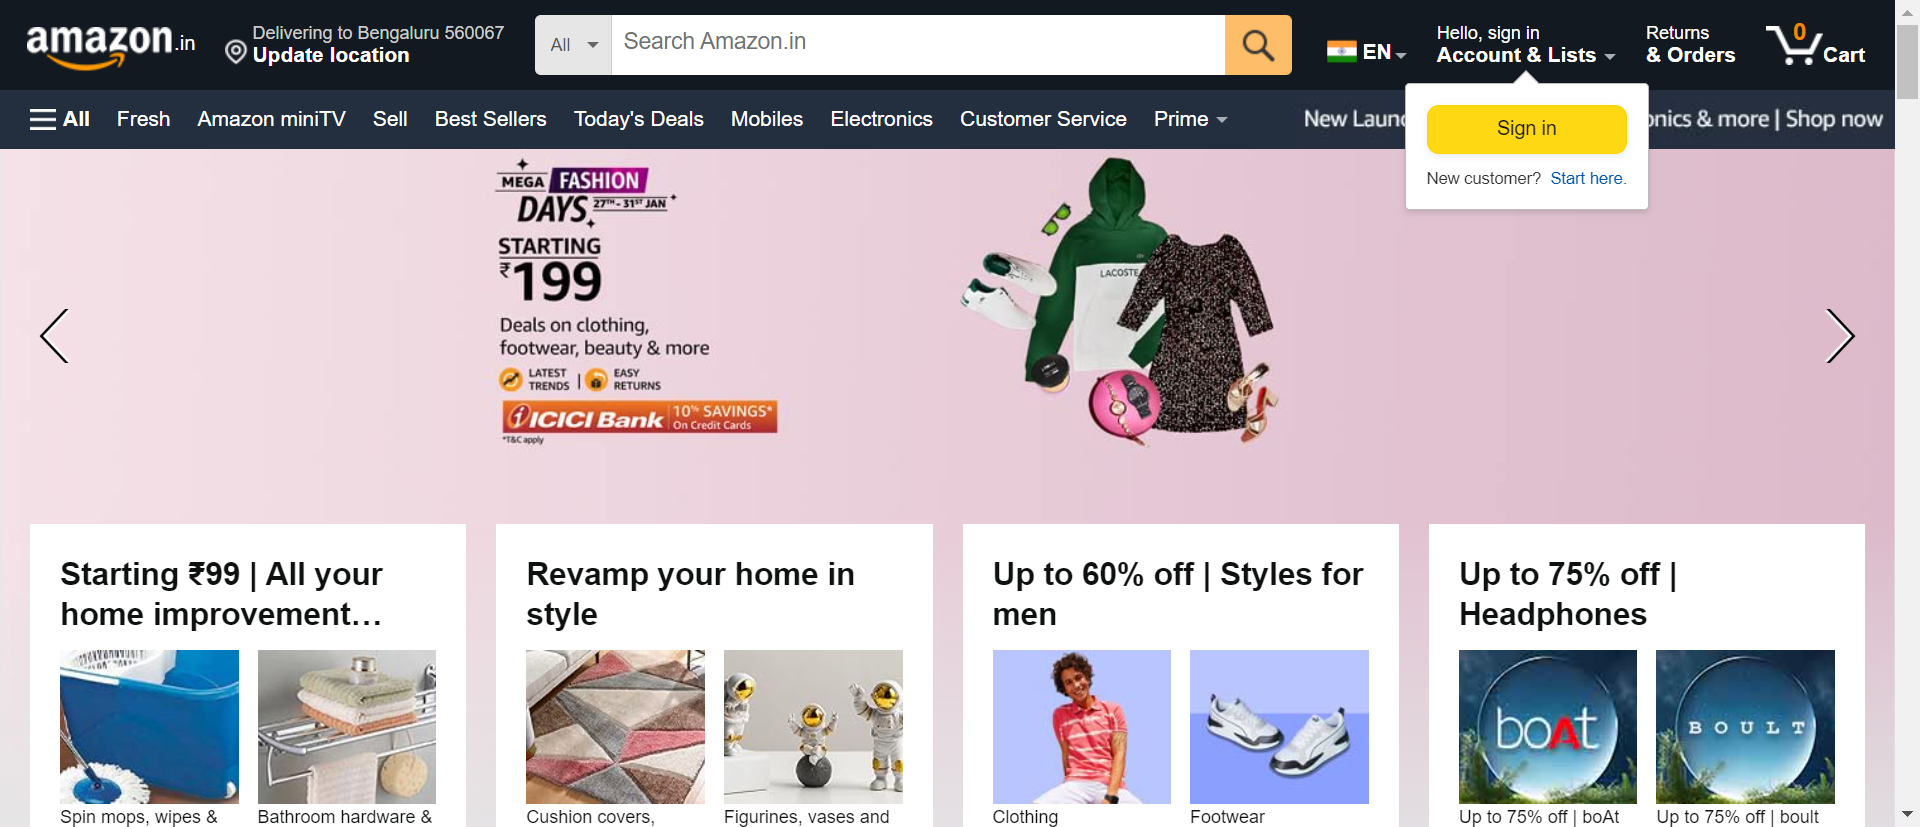 amazon.in
Delivering to Bengaluru 560067
Update location
All
Search Amazon.in
EN
Hello, sign in
Account & Lists
Returns
& Orders
0
Cart
All
Fresh
Amazon miniTV
Sell
Best Sellers
Today's Deals
Mobiles
Electronics
Customer Service
Prime
New Laun
onics & more | Shop now
Sign in
New customer? Start here.
MEGA FASHION
DAYS 27TH - 31ST JAN
STARTING
₹199
Deals on clothing,
footwear, beauty & more
LATEST
TRENDS
|
EASY
RETURNS
ICICI Bank
10% SAVINGS*
On Credit Cards
*T&C apply
LACOSTE
Starting ₹99 | All your
home improvement...
Spin mops, wipes &
Bathroom hardware &
Revamp your home in
style
Cushion covers,
Figurines, vases and
Up to 60% off | Styles for
men
Clothing
Footwear
Up to 75% off |
Headphones
boAt
BOULT
Up to 75% off | boAt
Up to 75% off | boult